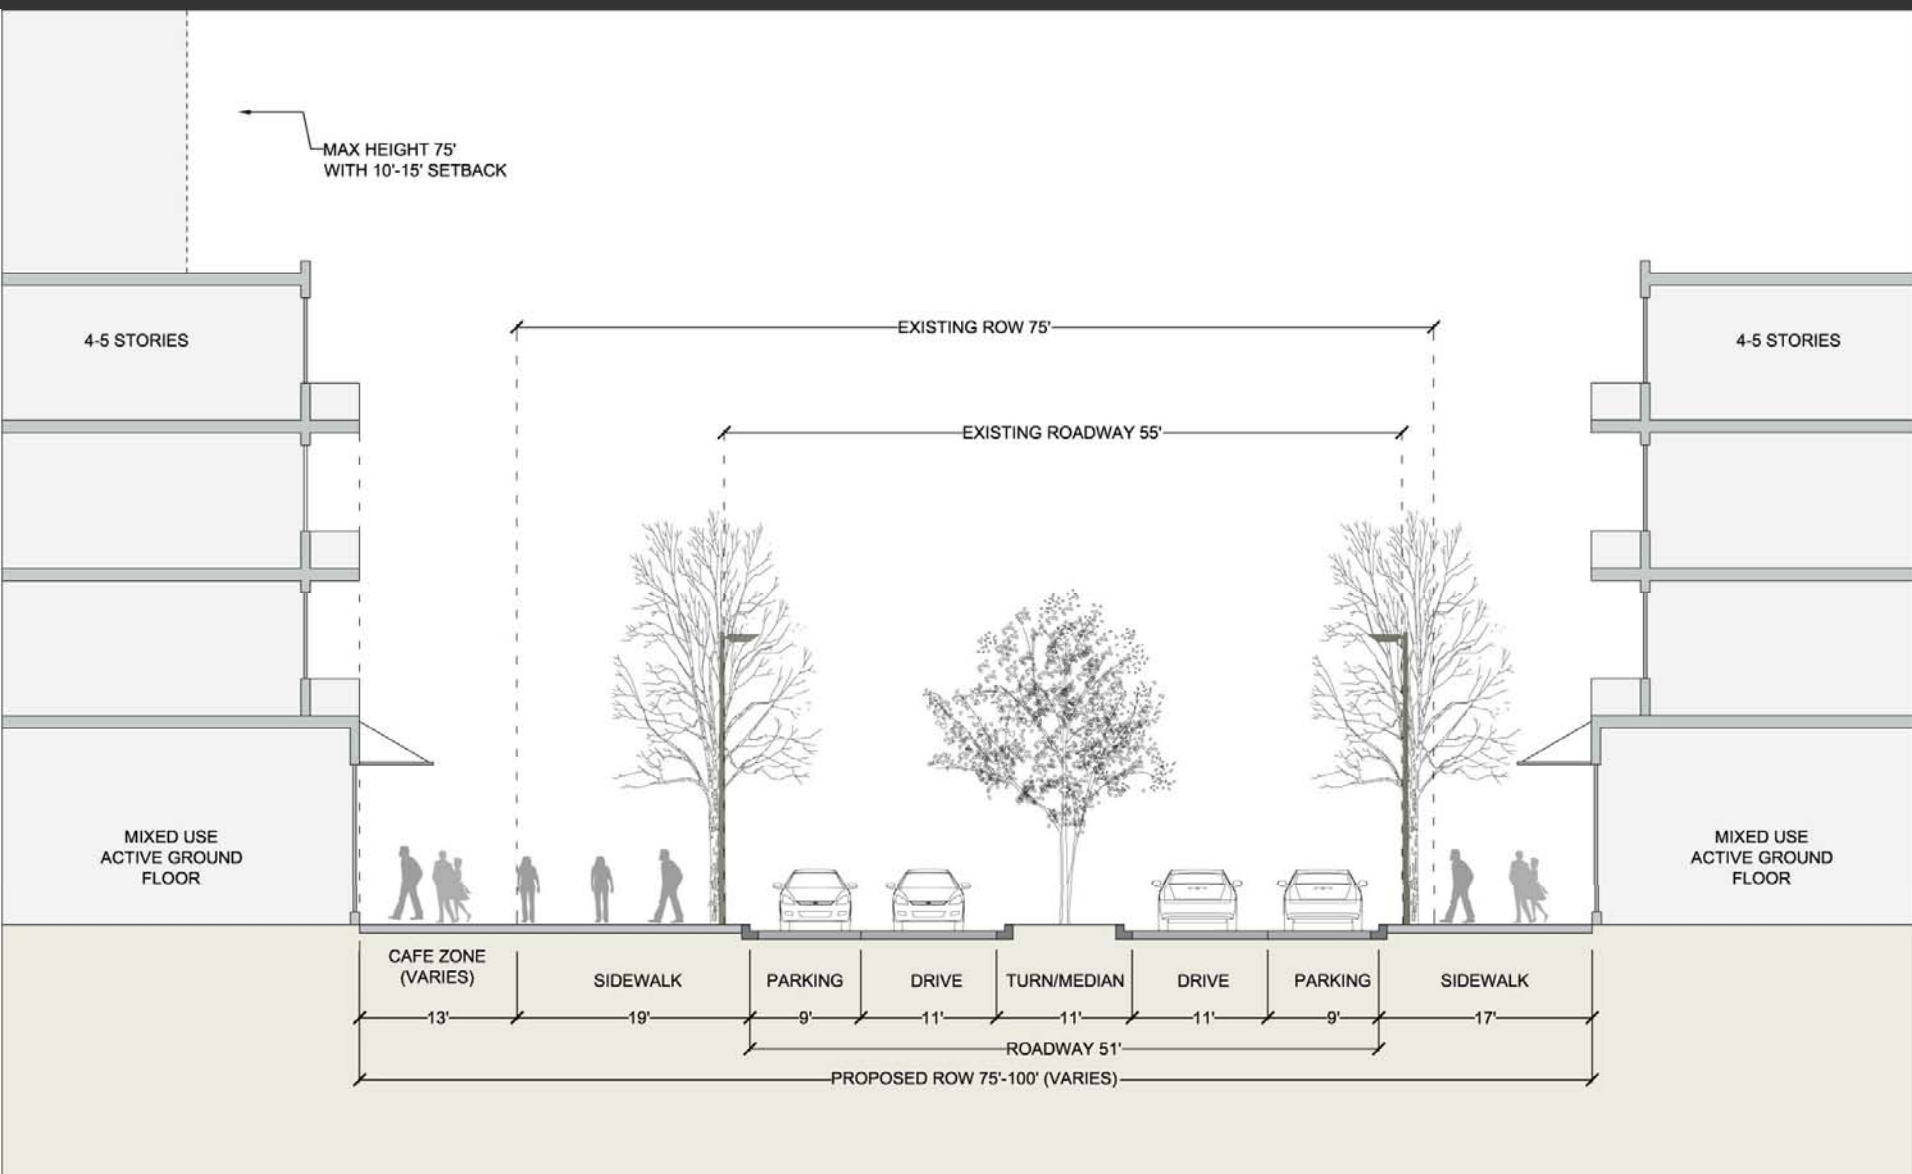 MAX HEIGHT 75'
WITH 10'-15' SETBACK
EXISTING ROW 75'
4-5 STORIES
4-5 STORIES
EXISTING ROADWAY 55'
MIXED USE
ACTIVE GROUND
FLOOR
MIXED USE
ACTIVE GROUND
FLOOR
CAFE ZONE
(VARIES)
SIDEWALK
PARKING
DRIVE
TURN/MEDIAN
DRIVE
PARKING
SIDEWALK
13'
19'
9'
11'
11'
11'
9'
17'
ROADWAY 51'
PROPOSED ROW 75'-100' (VARIES)